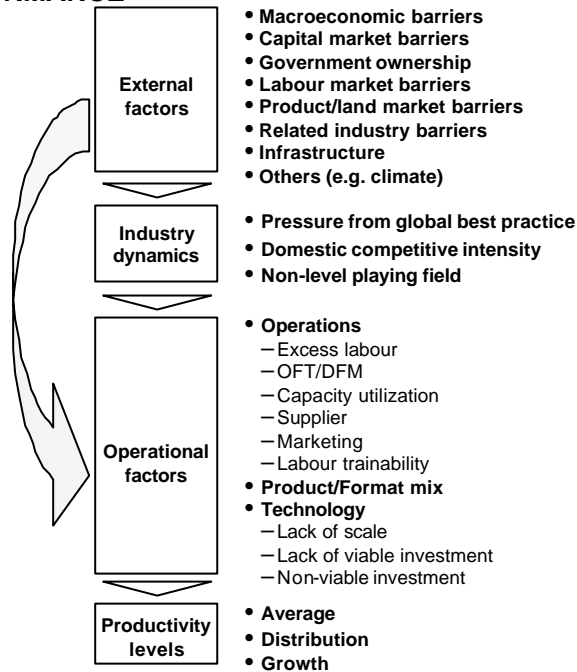 • Macroeconomic barriers
• Capital market barriers
• Government ownership
• Labour market barriers
• Product/land market barriers
• Related industry barriers
• Infrastructure
• Others (e.g. climate)
External
factors
• Pressure from global best practice
• Domestic competitive intensity
• Non-level playing field
Industry
dynamics
• Operations
– Excess labour
– OFT/DFM
– Capacity utilization
– Supplier
– Marketing
– Labour trainability
• Product/Format mix
• Technology
– Lack of scale
– Lack of viable investment
– Non-viable investment
Operational
factors
• Average
• Distribution
• Growth
Productivity
levels